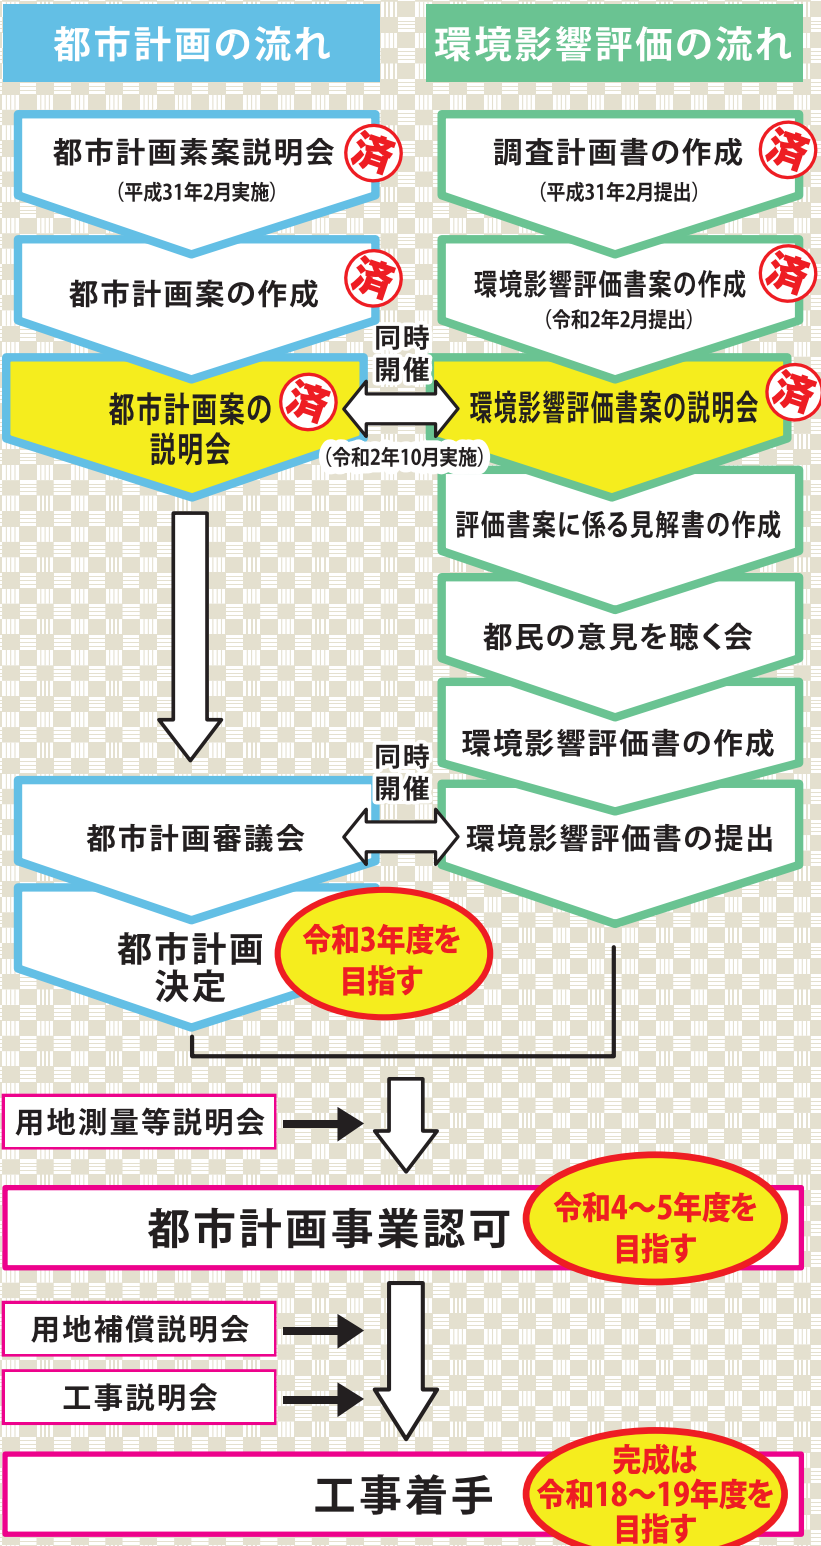 都市計画の流れ
環境影響評価の流れ
都市計画素案説明会
済
(平成31年2月実施)
調査計画書の作成
済
(平成31年2月提出)
都市計画案の作成
済
環境影響評価書案の作成
済
(令和2年2月提出)
同時
開催
都市計画案の
説明会
済
環境影響評価書案の説明会
済
(令和2年10月実施)
評価書案に係る見解書の作成
都民の意見を聴く会
環境影響評価書の作成
同時
開催
都市計画審議会
環境影響評価書の提出
都市計画
決定
令和3年度を
目指す
用地測量等説明会
都市計画事業認可
令和4～5年度を
目指す
用地補償説明会
工事説明会
工事着手
完成は
令和18～19年度を
目指す